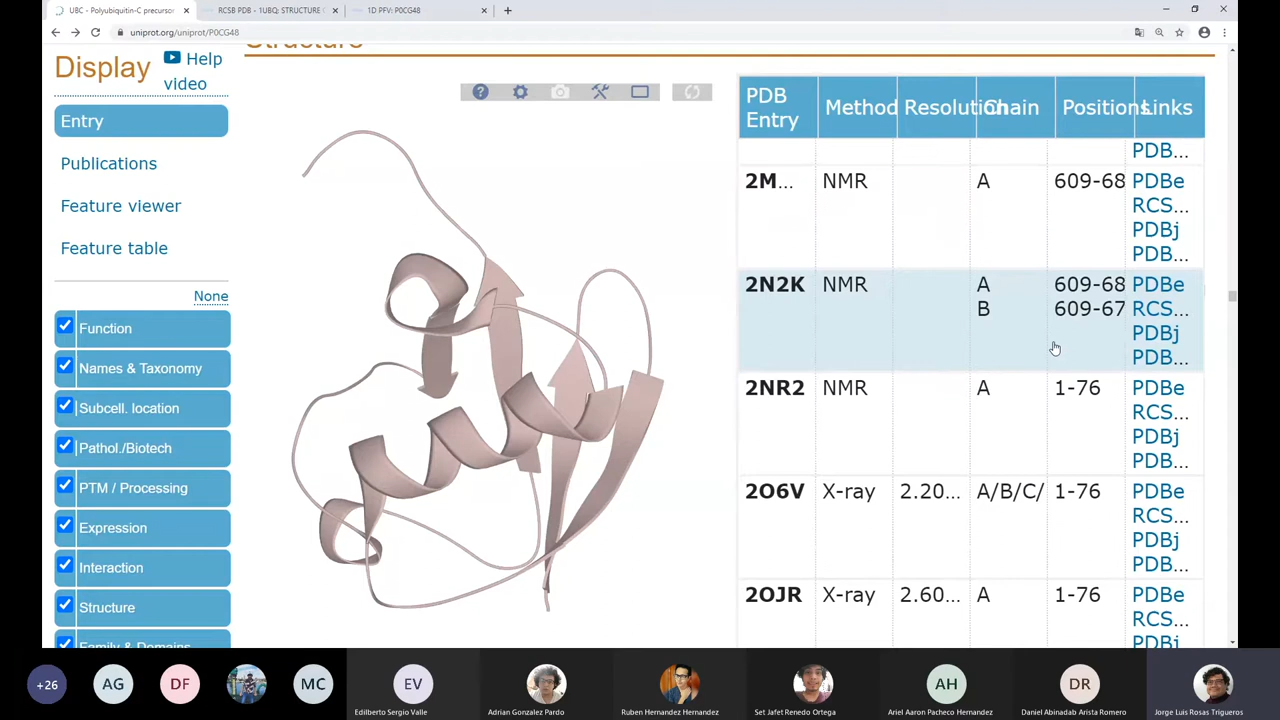 UBC - Polyubiquitin-C precursor
RCSB PDB - 1UBQ: STRUCTURE
1D PFV: P0CG48
uniprot.org/uniprot/P0CG48
Structure
Display
Help video
Entry
Publications
Feature viewer
Feature table
None
Function
Names & Taxonomy
Subcell. location
Pathol./Biotech
PTM / Processing
Expression
Interaction
Structure
Family & Domains
PDB Entry Method Resolution Chain Positions Links
PDB...
2M... NMR A 609-68 PDBe
RCS...
PDBj
PDB...
2N2K NMR A 609-68 PDBe
B 609-67 RCS...
PDBj
PDB...
2NR2 NMR A 1-76 PDBe
RCS...
PDBj
PDB...
2O6V X-ray 2.20... A/B/C/ 1-76 PDBe
RCS...
PDBj
PDB...
2OJR X-ray 2.60... A 1-76 PDBe
RCS...
PDBj
+26
AG
DF
MC
EV
Edilberto Sergio Valle
Adrian Gonzalez Pardo
Ruben Hernandez Hernandez
Set Jafet Renedo Ortega
AH
Ariel Aaron Pacheco Hernandez
DR
Daniel Abinadab Arista Romero
Jorge Luis Rosas Trigueros